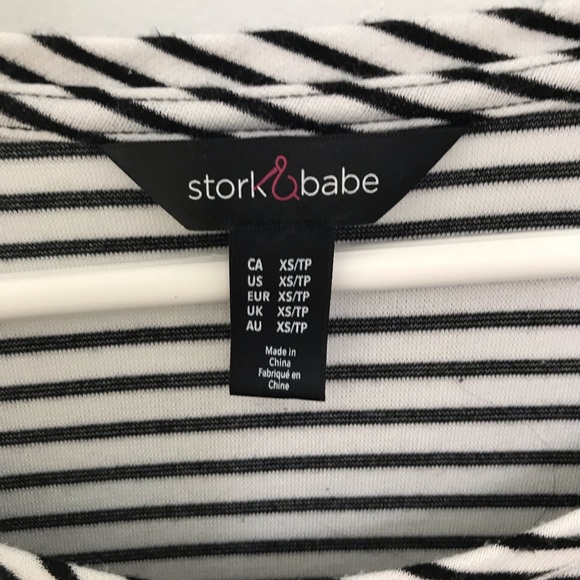 stork&babe
CA XS/TP
US XS/TP
EUR XS/TP
UK XS/TP
AU XS/TP
Made in
China
Fabriqué en
Chine